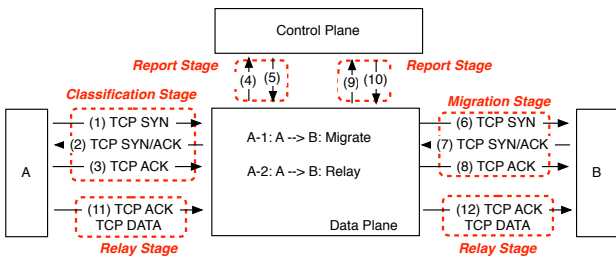 Control Plane
Report Stage
(4)
(5)
(9)
(10)
Report Stage
Classification Stage
Migration Stage
(1) TCP SYN
(2) TCP SYN/ACK
(3) TCP ACK
A
A-1: A --> B: Migrate
A-2: A --> B: Relay
Data Plane
(6) TCP SYN
(7) TCP SYN/ACK
(8) TCP ACK
B
(11) TCP ACK
TCP DATA
Relay Stage
(12) TCP ACK
TCP DATA
Relay Stage